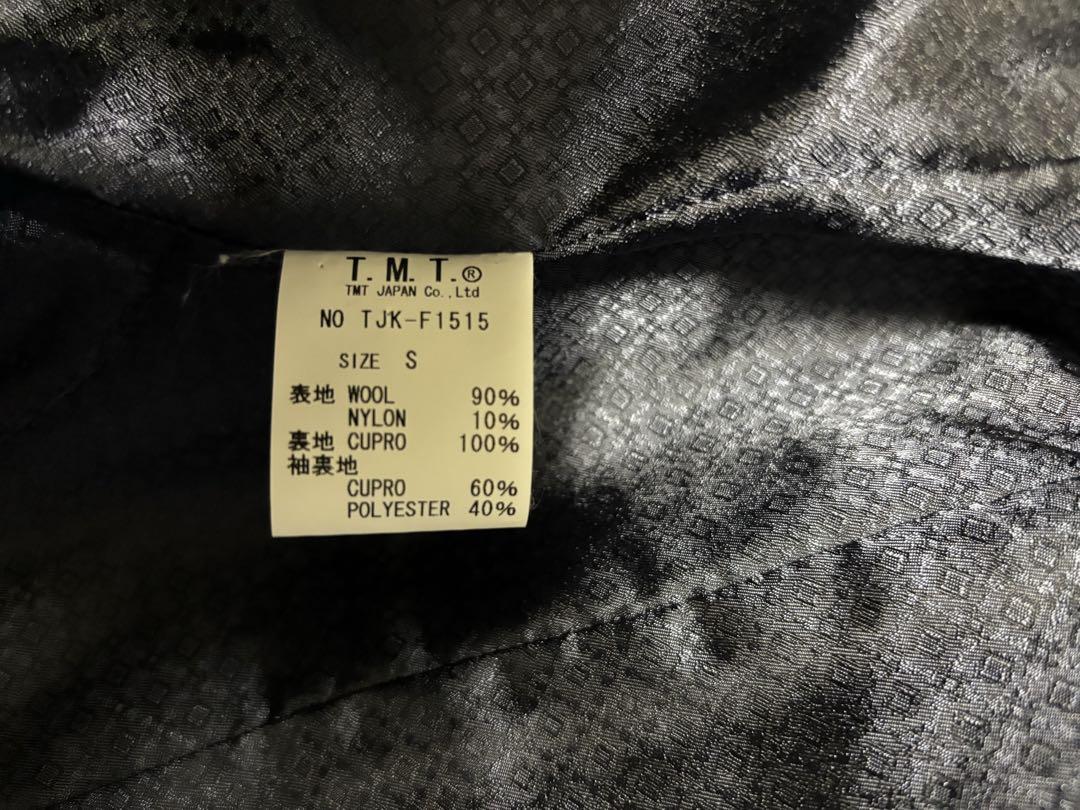 T.M.T.®
TMT JAPAN Co.,Ltd
NO TJK-F1515
SIZE S
表地 WOOL 90%
NYLON 10%
裏地 CUPRO 100%
袖裏地
CUPRO 60%
POLYESTER 40%